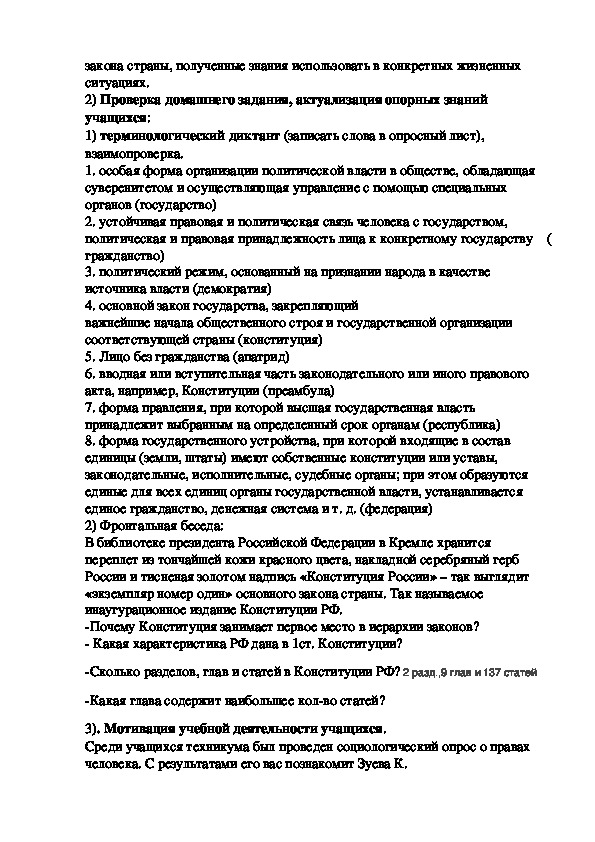 закона страны, полученные знания использовать в конкретных жизненных
ситуациях.
2) Проверка домашнего задания, актуализация опорных знаний
учащихся:
1) терминологический диктант (записать слова в опросный лист),
взаимопроверка.
1. особая форма организации политической власти в обществе, обладающая
суверенитетом и осуществляющая управление с помощью специальных
органов (государство)
2. устойчивая правовая и политическая связь человека с государством,
политическая и правовая принадлежность лица к конкретному государству (
гражданство)
3. политический режим, основанный на признании народа в качестве
источника власти (демократия)
4. основной закон государства, закрепляющий
важнейшие начала общественного строя и государственной организации
соответствующей страны (конституция)
5. Лицо без гражданства (апатрид)
6. вводная или вступительная часть законодательного или иного правового
акта, например, Конституции (преамбула)
7. форма правления, при которой высшая государственная власть
принадлежит выбранным на определенный срок органам (республика)
8. форма государственного устройства, при которой входящие в состав
единицы (земли, штаты) имеют собственные конституции или уставы,
законодательные, исполнительные, судебные органы; при этом образуются
единые для всех единиц органы государственной власти, устанавливается
единое гражданство, денежная система и т. д. (федерация)
2) Фронтальная беседа:
В библиотеке президента Российской Федерации в Кремле хранится
переплет из тончайшей кожи красного цвета, накладной серебряный герб
России и тисненая золотом надпись «Конституция России» – так выглядит
«экземпляр номер один» основного закона страны. Так называемое
инаугурационное издание Конституции РФ.
-Почему Конституция занимает первое место в иерархии законов?
- Какая характеристика РФ дана в 1ст. Конституции?
-Сколько разделов, глав и статей в Конституции РФ? 2 разд.,9 глав и 137 статей
-Какая глава содержит наибольшее кол-во статей?
3). Мотивация учебной деятельности учащихся.
Среди учащихся техникума был проведен социологический опрос о правах
человека. С результатами его вас познакомит Зуева К.